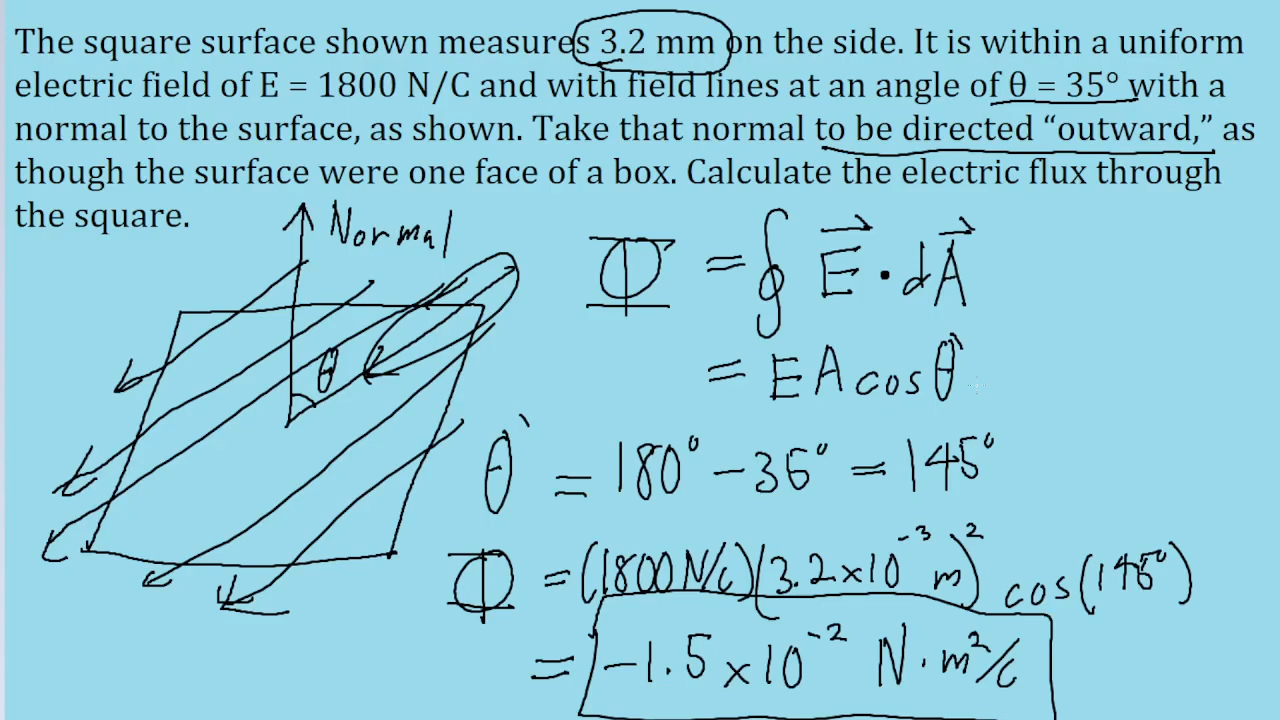 The square surface shown measures 3.2 mm on the side. It is within a uniform
electric field of E = 1800 N/C and with field lines at an angle of θ = 35° with a
normal to the surface, as shown. Take that normal to be directed “outward,” as
though the surface were one face of a box. Calculate the electric flux through
the square.
Normal
θ
Φ = ∮ E⃗ • dA⃗
= E A cos θ'
θ' = 180° - 35° = 145°
Φ = (1800 N/C)(3.2 x 10⁻³ m)² cos(145°)
= -1.5 x 10⁻² N·m²/C